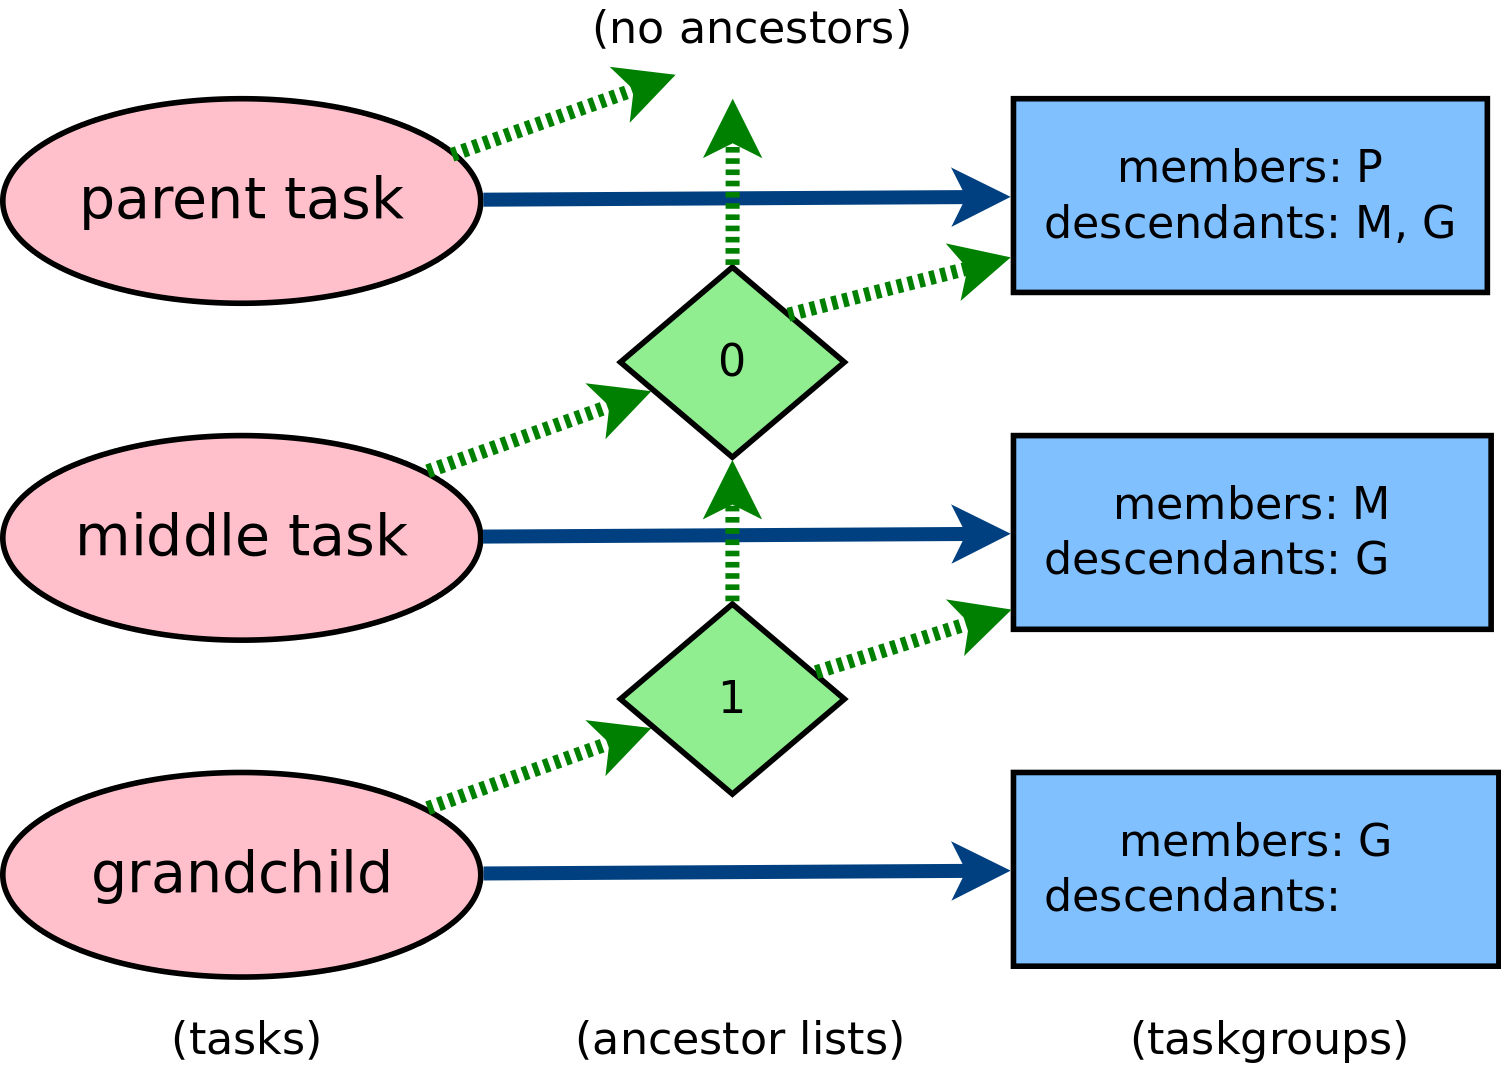 (no ancestors)
parent task
members: P
descendants: M, G
0
middle task
members: M
descendants: G
1
grandchild
members: G
descendants:
(tasks)
(ancestor lists)
(taskgroups)